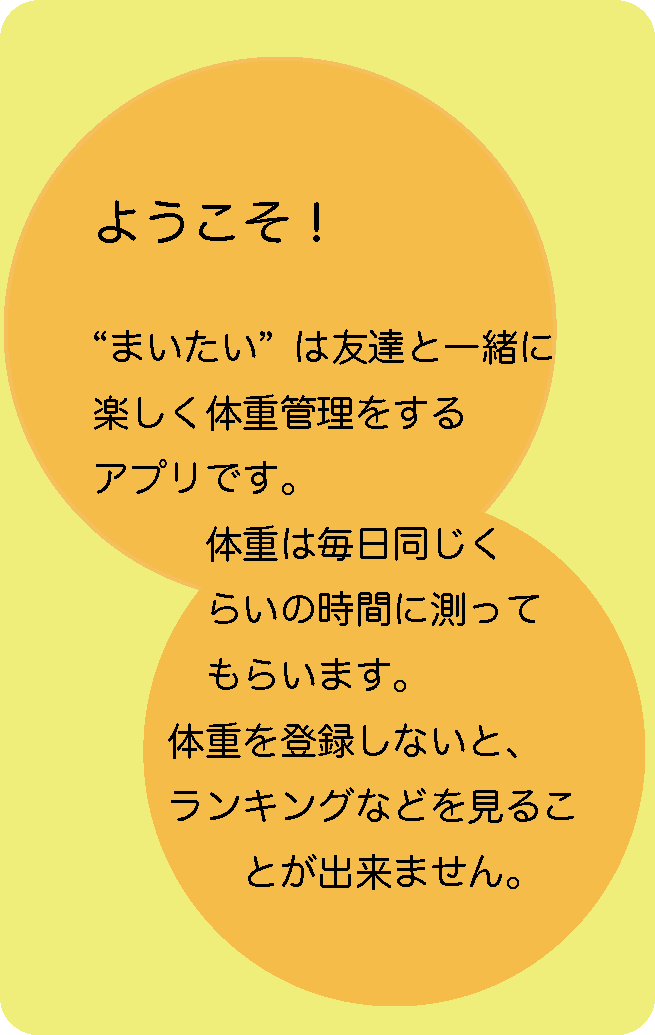 ようこそ！
“まいたい” は友達と一緒に
楽しく体重管理をする
アプリです。
体重は毎日同じく
らいの時間に測って
もらいます。
体重を登録しないと、
ランキングなどを見るこ
とが出来ません。